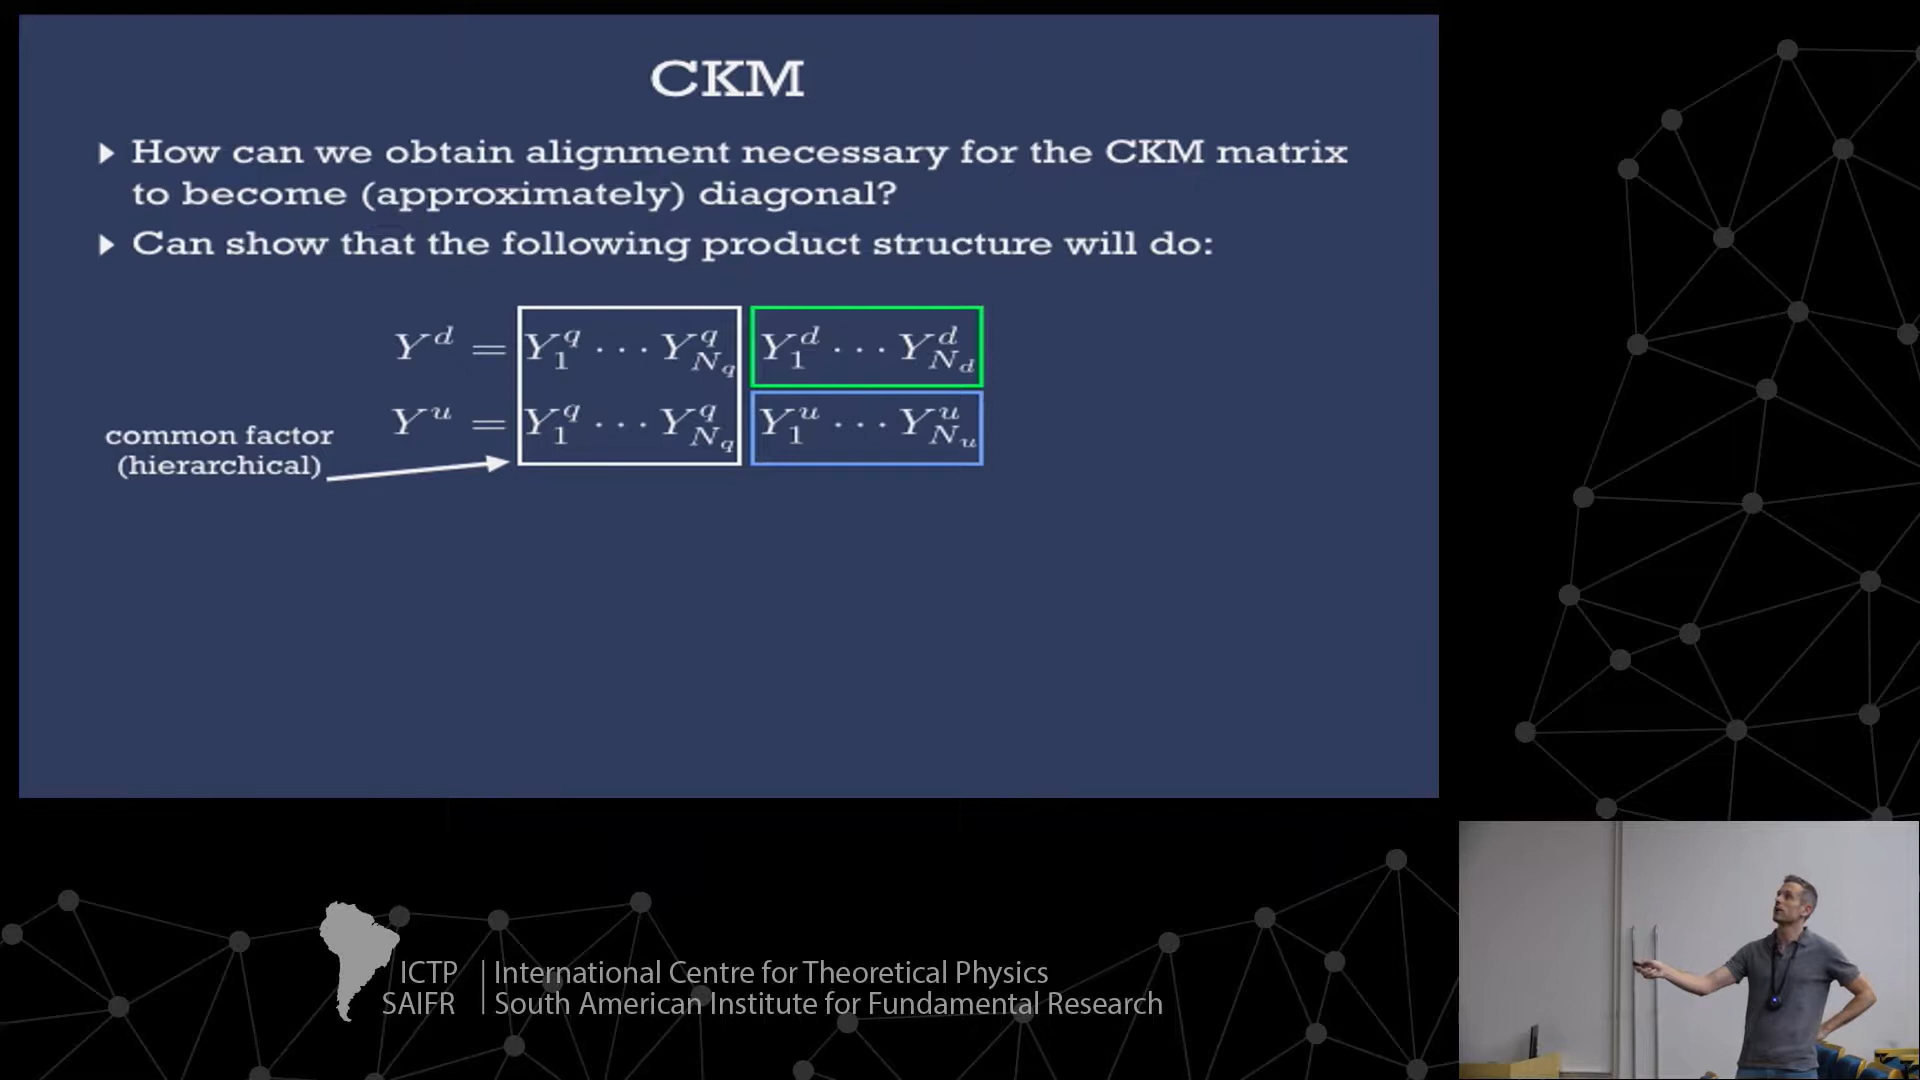 CKM
How can we obtain alignment necessary for the CKM matrix
to become (approximately) diagonal?
Can show that the following product structure will do:
Y^d = Y_1^q ··· Y_{N_q}^q Y_1^d ··· Y_{N_d}^d
Y^u = Y_1^q ··· Y_{N_q}^q Y_1^u ··· Y_{N_u}^u
common factor
(hierarchical)
ICTP | International Centre for Theoretical Physics
SAIFR | South American Institute for Fundamental Research